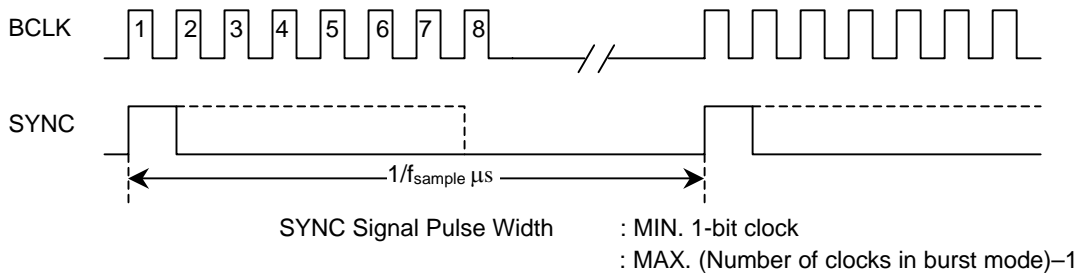 BCLK 1 2 3 4 5 6 7 8
SYNC
1/fsample μs
SYNC Signal Pulse Width : MIN. 1-bit clock
: MAX. (Number of clocks in burst mode)–1